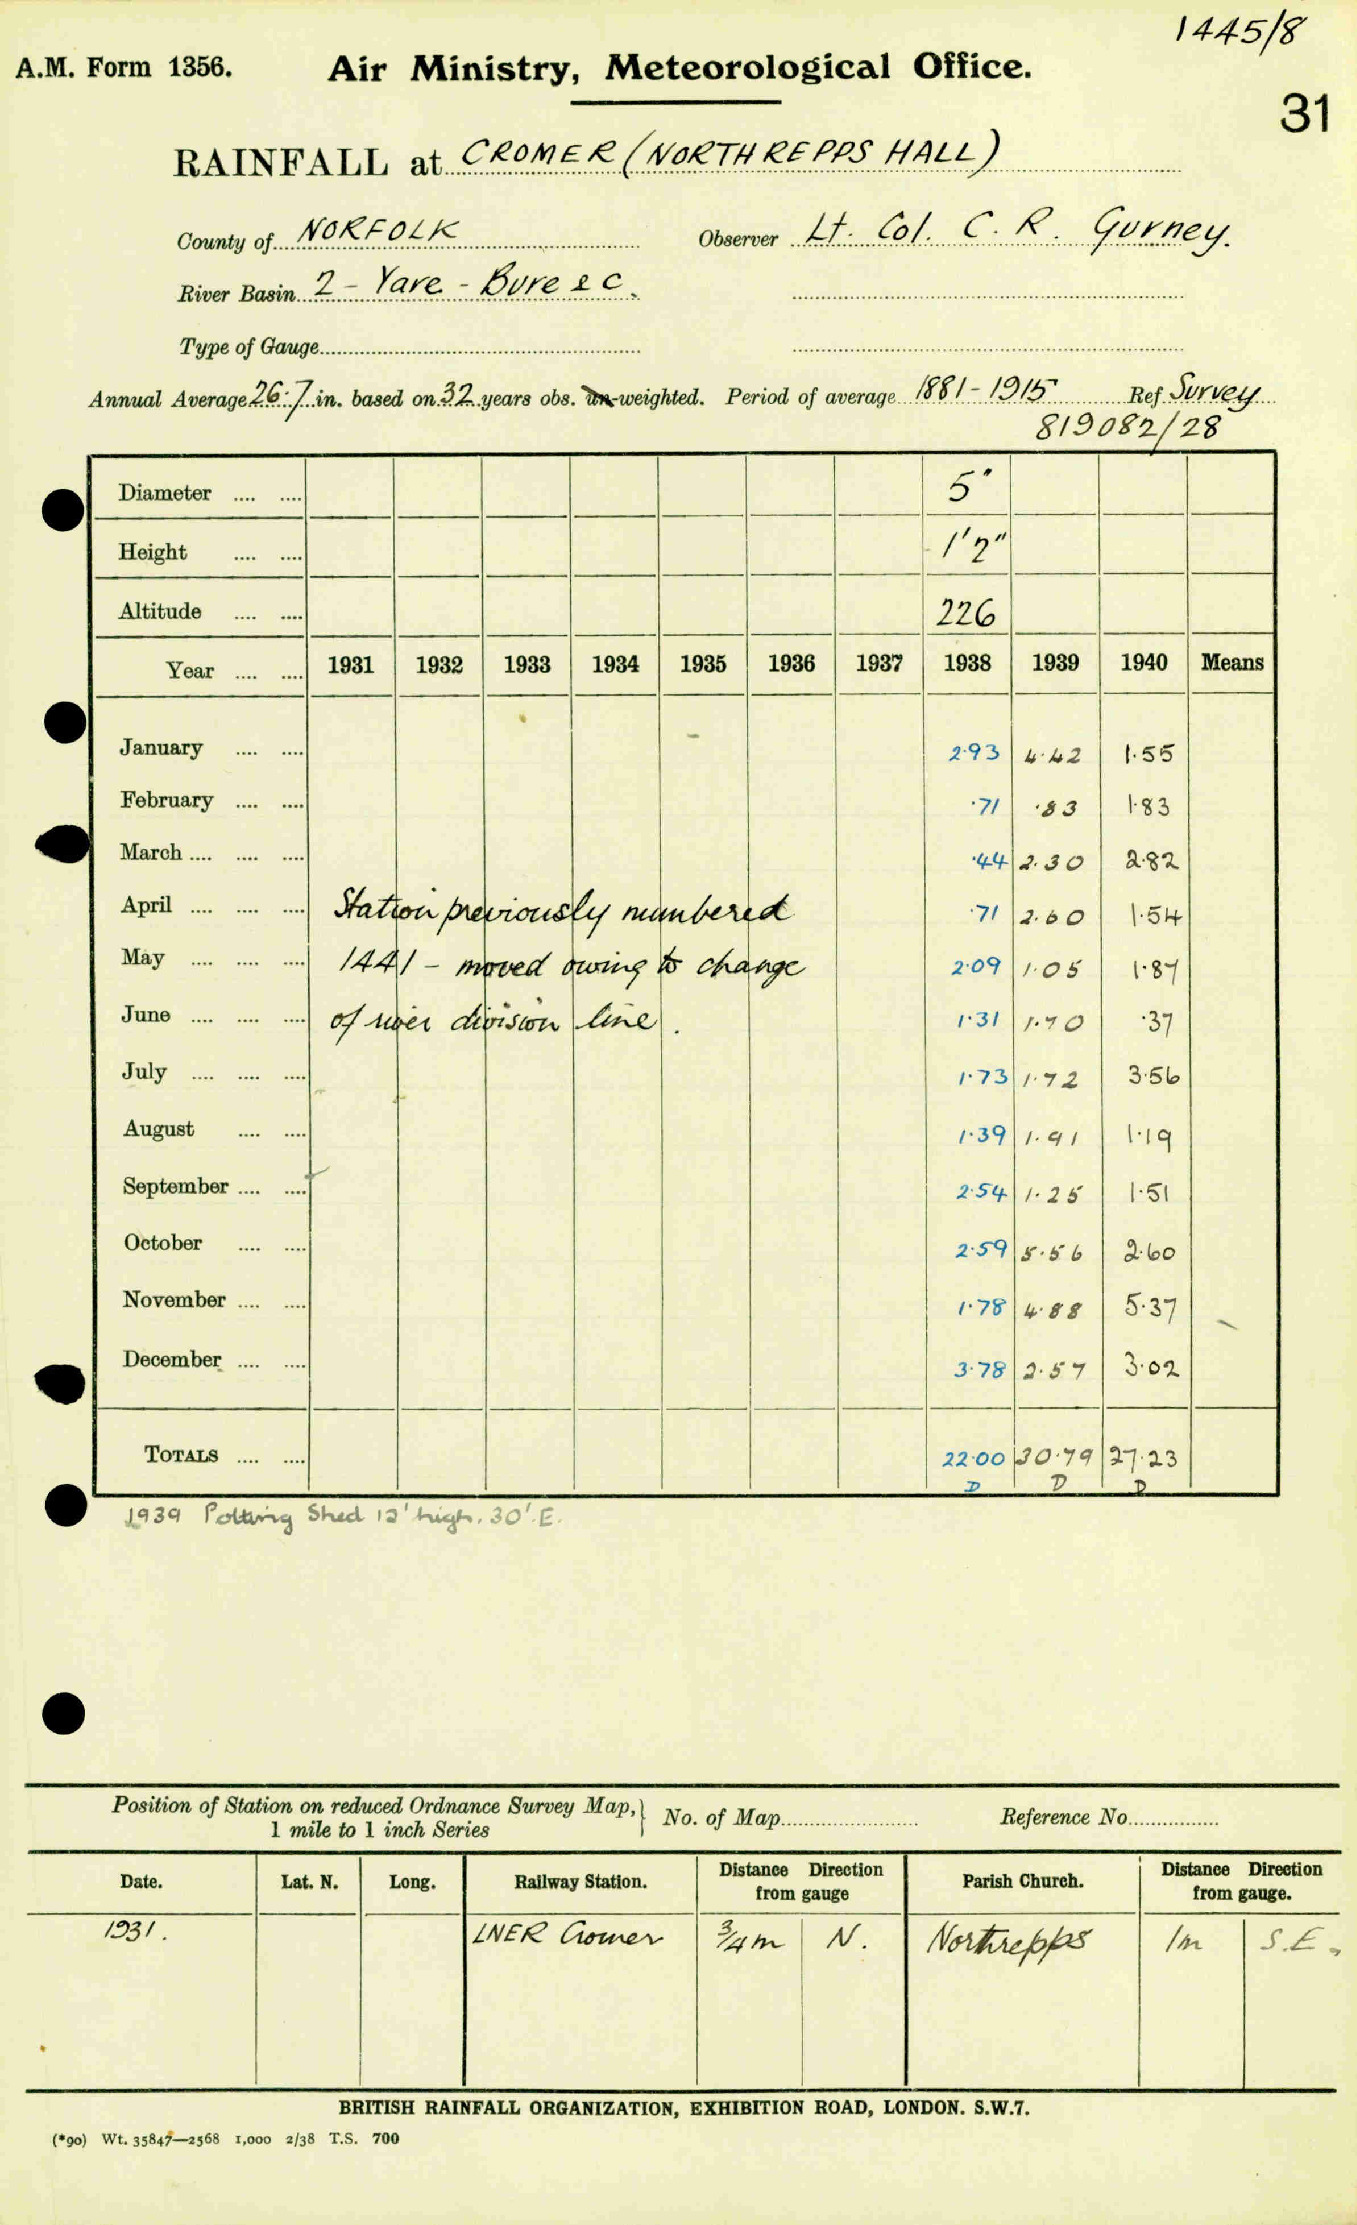 1445/8
A.M. Form 1356. Air Ministry, Meteorological Office.
31
RAINFALL at CROMER (NORTHREPPS HALL)
County of NORFOLK Observer Lt. Col. C. R. Gurney.
River Basin 2 - Yare - Bure & C.
Type of Gauge
Annual Average 26.7 in. based on 32 years obs. un-weighted. Period of average 1881-1915 Ref Survey
819082/28
Diameter .... .... 5"
Height .... .... 1'2"
Altitude .... .... 226
Year .... .... 1931 1932 1933 1934 1935 1936 1937 1938 1939 1940 Means
January .... .... 2.93 4.42 1.55
February .... .... .71 .83 1.83
March .... .... .... .44 2.30 2.82
April .... .... .... Station previously numbered .71 2.60 1.54
May .... .... .... 1441 - moved owing to change 2.09 1.05 1.87
June .... .... .... of river division line. 1.31 1.70 .37
July .... .... .... 1.73 1.72 3.56
August .... .... 1.39 1.91 1.19
September .... .... 2.54 1.25 1.51
October .... .... 2.59 5.56 2.60
November .... .... 1.78 4.88 5.37
December .... .... 3.78 2.57 3.02
TOTALS .... .... 22.00 30.79 27.23
D D D
1939 Potting Shed 12' high. 30'. E.
Position of Station on reduced Ordnance Survey Map,} No. of Map Reference No.
1 mile to 1 inch Series
Date. Lat. N. Long. Railway Station. Distance Direction from gauge Parish Church. Distance Direction from gauge.
1931. LNER Cromer 3/4 m N. Northrepps 1m S.E.
BRITISH RAINFALL ORGANIZATION, EXHIBITION ROAD, LONDON. S.W.7.
(*90) Wt. 35847—2568 1,000 2/38 T.S. 700